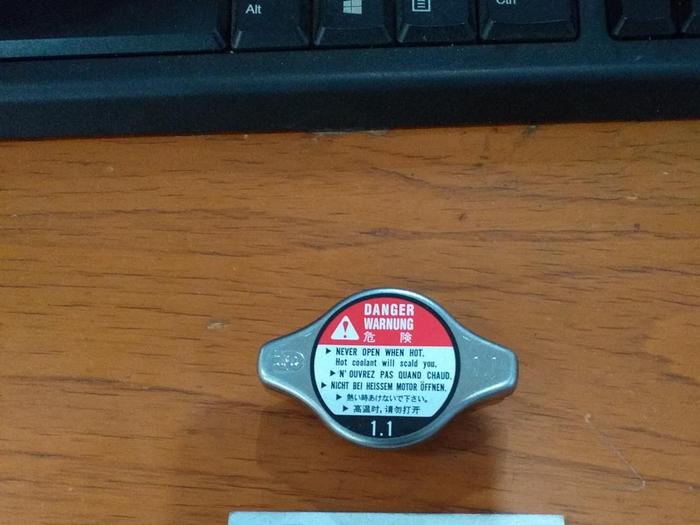 Alt
Ctrl
DANGER
WARNUNG
危 険
▶ NEVER OPEN WHEN HOT.
Hot coolant will scald you.
▶ N' OUVREZ PAS QUAND CHAUD.
▶ NICHT BEI HEISSEM MOTOR ÖFFNEN.
▶ 熱い時あけないで下さい。
▶ 高温时,请勿打开
1.1
1.1